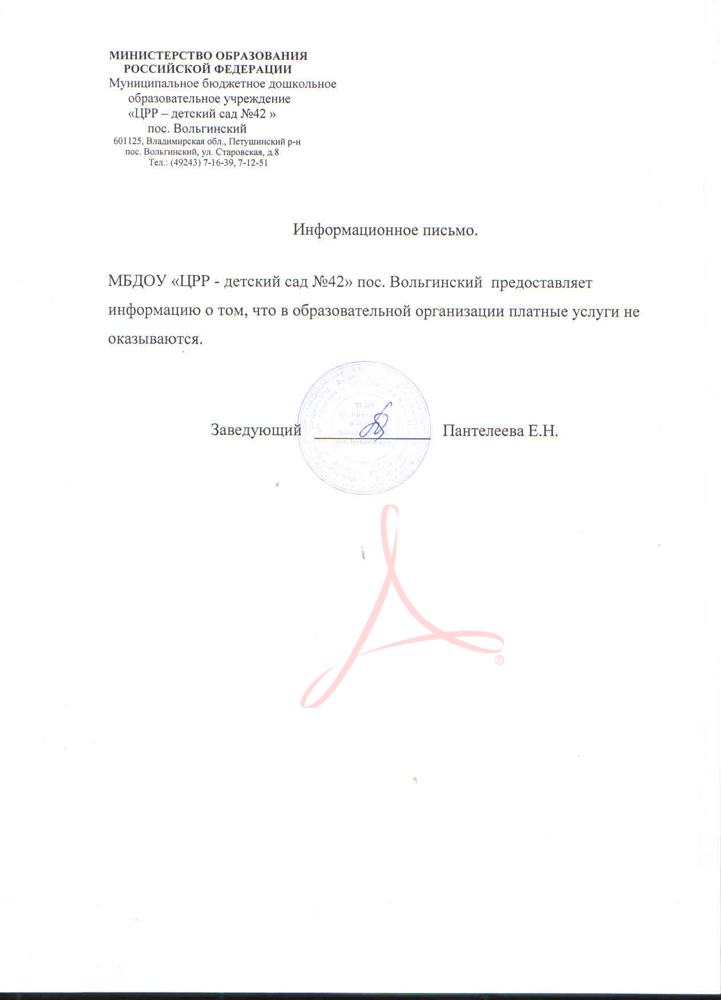 МИНИСТЕРСТВО ОБРАЗОВАНИЯ
РОССИЙСКОЙ ФЕДЕРАЦИИ
Муниципальное бюджетное дошкольное
образовательное учреждение
«ЦРР – детский сад №42 »
пос. Вольгинский
601125, Владимирская обл., Петушинский р-н
пос. Вольгинский, ул. Старовская, д.8
Тел.: (49243) 7-16-39, 7-12-51
Информационное письмо.
МБДОУ «ЦРР - детский сад №42» пос. Вольгинский предоставляет
информацию о том, что в образовательной организации платные услуги не
оказываются.
Заведующий Пантелеева Е.Н.
®